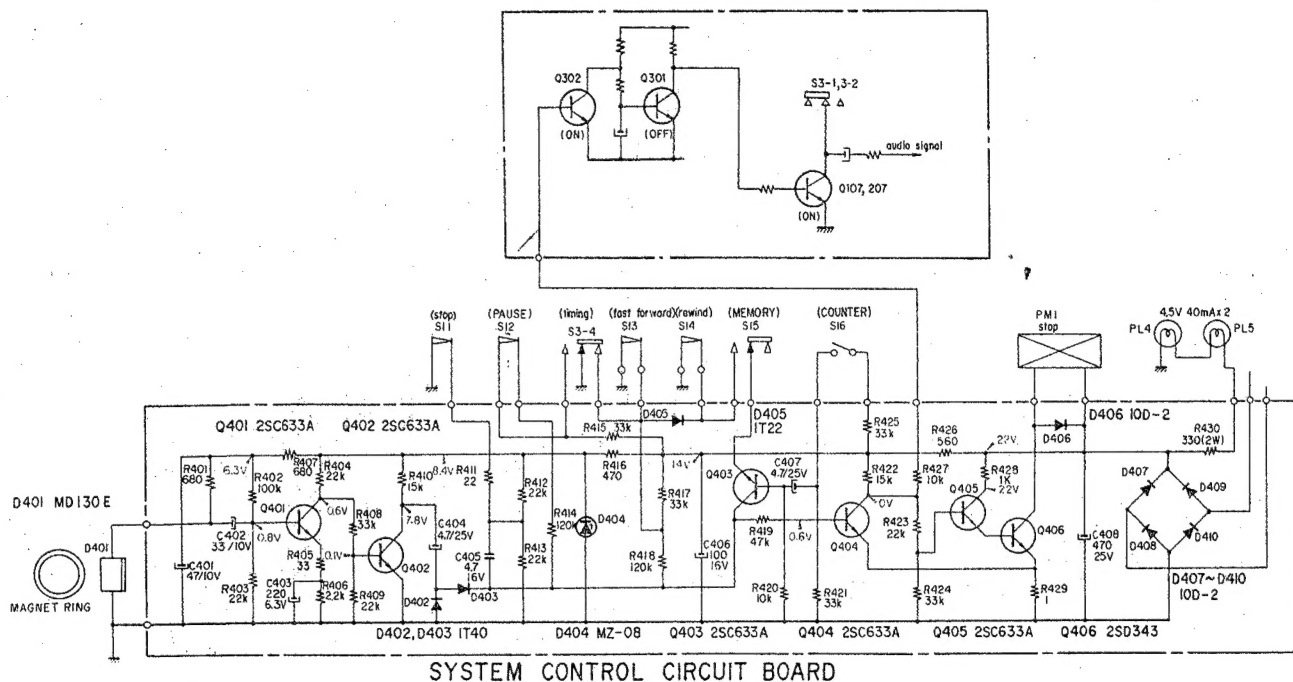 Q302
Q301
S3-1,3-2
(ON)
(OFF)
audio signal
Q107, 207
(ON)
(stop)
S11
(PAUSE)
S12
(timing)
S3-4
(fast forward)
S13
(rewind)
S14
(MEMORY)
S15
(COUNTER)
S16
PM1
stop
4,5V 40mA×2
PL4
PL5
Q401 2SC633A
Q402 2SC633A
R415
33k
D405
D405
1T22
R425
33k
R426
560
22V
D406
D406 10D-2
R430
330(2W)
R401
680
6.3V
R402
100k
R407
680
R404
22k
R410
15k
8.4V
R411
22
R412
22k
R416
470
14V
R417
33k
Q403
C407
4.7/25V
R422
15k
R427
10k
R428
1K
22V
D407
D409
D401 MD130E
D401
Q401
0.6V
R408
33k
7.8V
C404
4.7/25V
R414
120k
D404
0V
R423
22k
Q405
Q406
C402
33/10V
0.8V
R405
33
0.1V
Q402
C405
4.7
16V
R413
22k
R418
120k
C406
100
16V
R419
47k
0.6V
Q404
C408
470
25V
D408
D410
MAGNET RING
C401
47/10V
R403
22k
C403
220
6.3V
R406
2.2k
R409
22k
D402
D403
R420
10k
R421
33k
R424
33k
R429
1
D407~D410
10D-2
D402, D403 1T40
D404 MZ-08
Q403 2SC633A
Q404 2SC633A
Q405 2SC633A
Q406 2SD343
SYSTEM CONTROL CIRCUIT BOARD